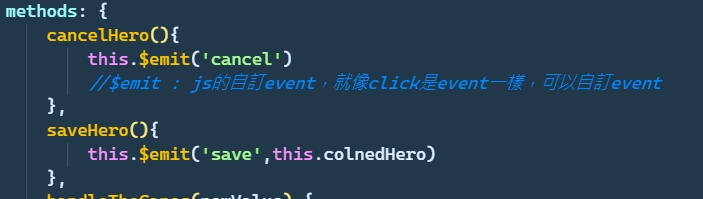 methods: {
cancelHero(){
this.$emit('cancel')
//$emit : js的自訂event，就像click是event一樣，可以自訂event
},
saveHero(){
this.$emit('save',this.colnedHero)
},